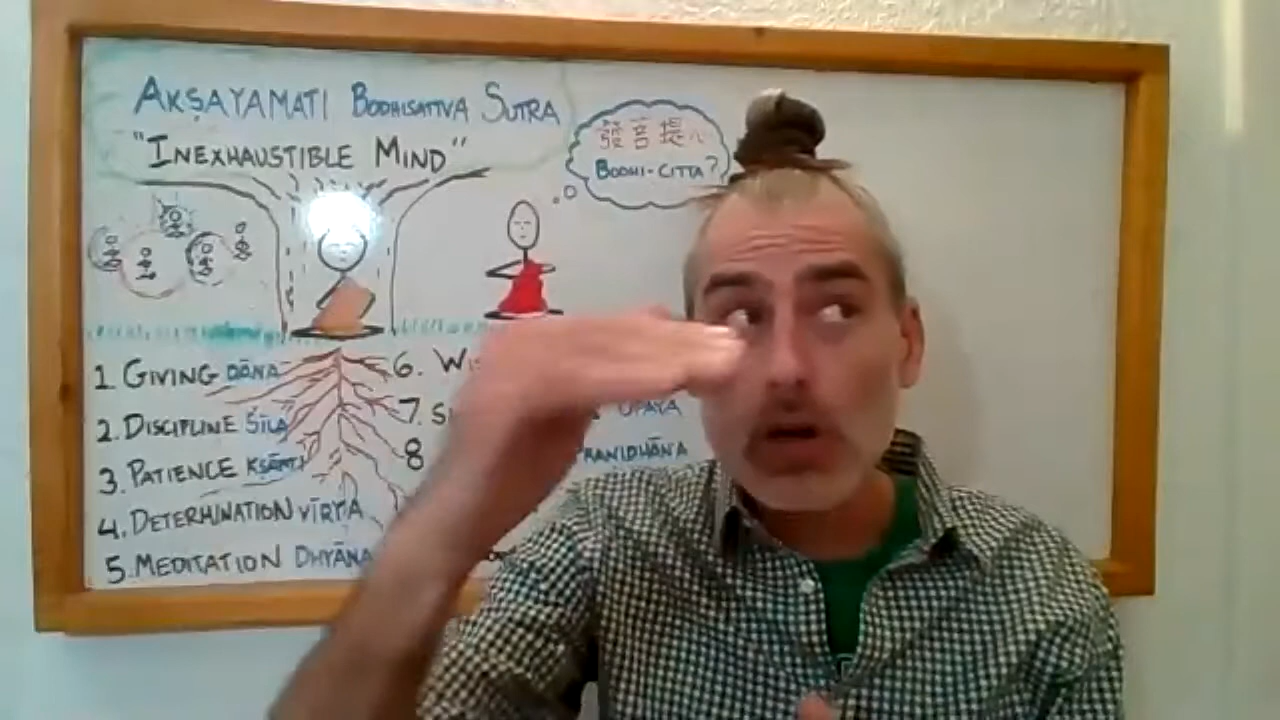 AKṢAYAMATI BODHISATTVA SUTRA
"INEXHAUSTIBLE MIND"
發菩提心
BODHI-CITTA?
1. GIVING DĀNA
2. DISCIPLINE ŚĪLA
3. PATIENCE KṢĀNTI
4. DETERMINATION VĪRYA
5. MEDITATION DHYĀNA
6.
7.
UPĀYA
8
PRANIDHĀNA